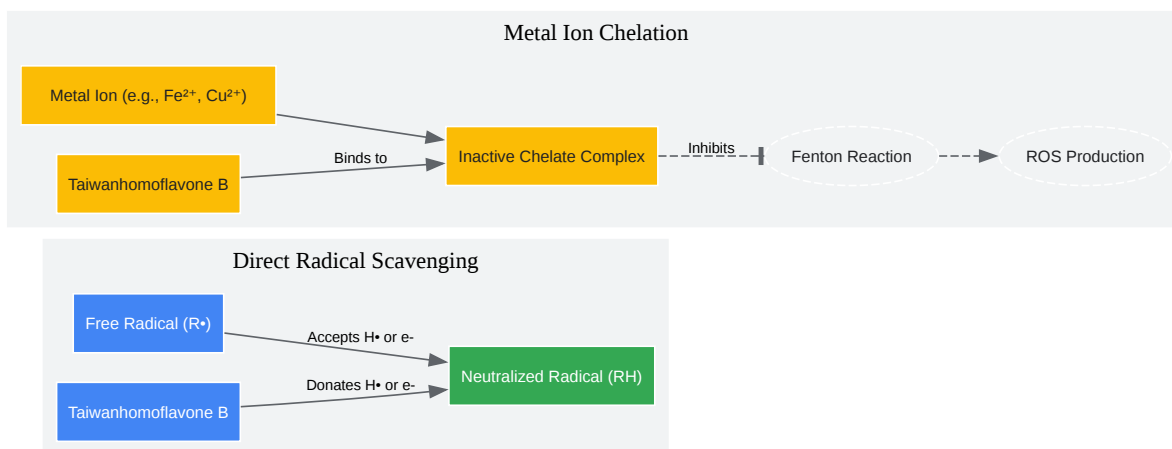 Metal Ion Chelation
Metal Ion (e.g., Fe²⁺, Cu²⁺)
Taiwanhomoflavone B
Binds to
Inactive Chelate Complex
Inhibits
Fenton Reaction
ROS Production
Direct Radical Scavenging
Free Radical (R•)
Accepts H• or e-
Taiwanhomoflavone B
Donates H• or e-
Neutralized Radical (RH)